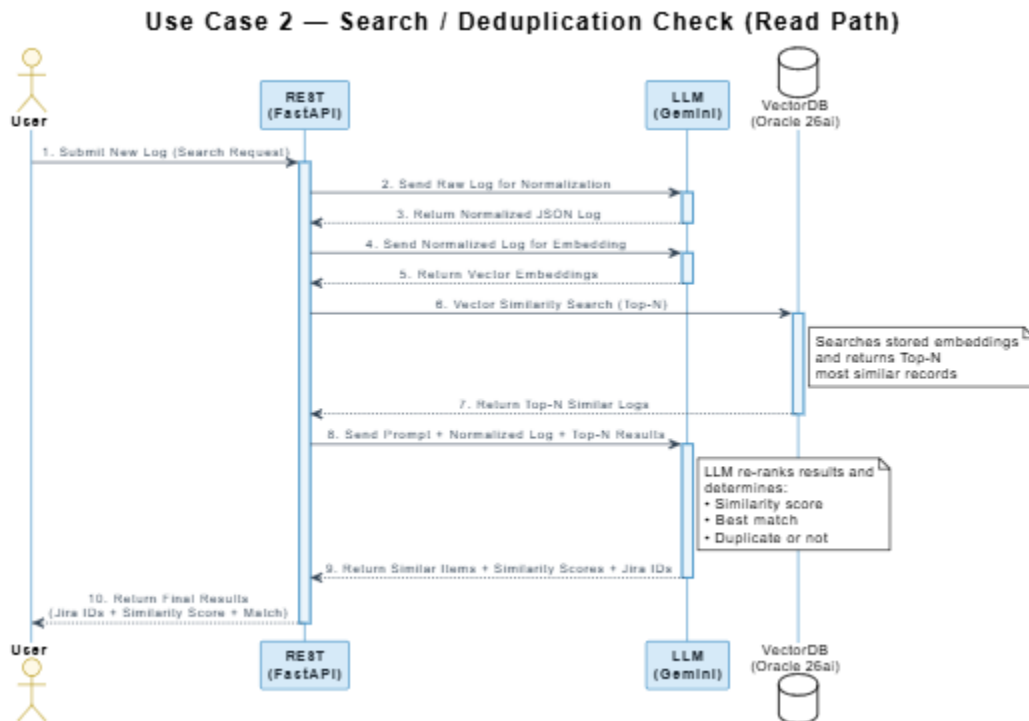 Use Case 2 — Search / Deduplication Check (Read Path)
User
REST
(FastAPI)
LLM
(Gemini)
VectorDB
(Oracle 26ai)
1. Submit New Log (Search Request)
2. Send Raw Log for Normalization
3. Return Normalized JSON Log
4. Send Normalized Log for Embedding
5. Return Vector Embeddings
6. Vector Similarity Search (Top-N)
Searches stored embeddings
and returns Top-N
most similar records
7. Return Top-N Similar Logs
8. Send Prompt + Normalized Log + Top-N Results
LLM re-ranks results and
determines:
• Similarity score
• Best match
• Duplicate or not
9. Return Similar Items + Similarity Scores + Jira IDs
10. Return Final Results
(Jira IDs + Similarity Score + Match)
User
REST
(FastAPI)
LLM
(Gemini)
VectorDB
(Oracle 26ai)